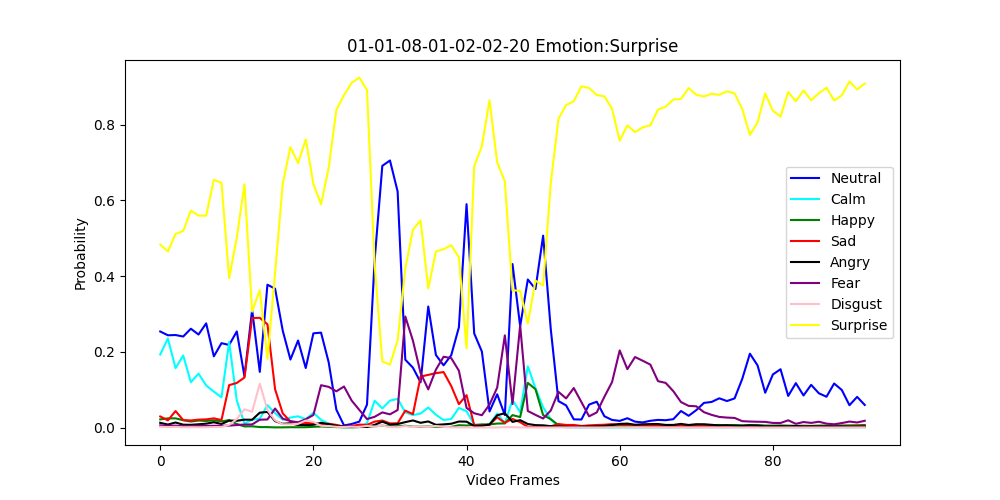 01-01-08-01-02-02-20 Emotion:Surprise
Probability
0.8
0.6
0.4
0.2
0.0
0
20
40
60
80
Video Frames
Neutral
Calm
Happy
Sad
Angry
Fear
Disgust
Surprise